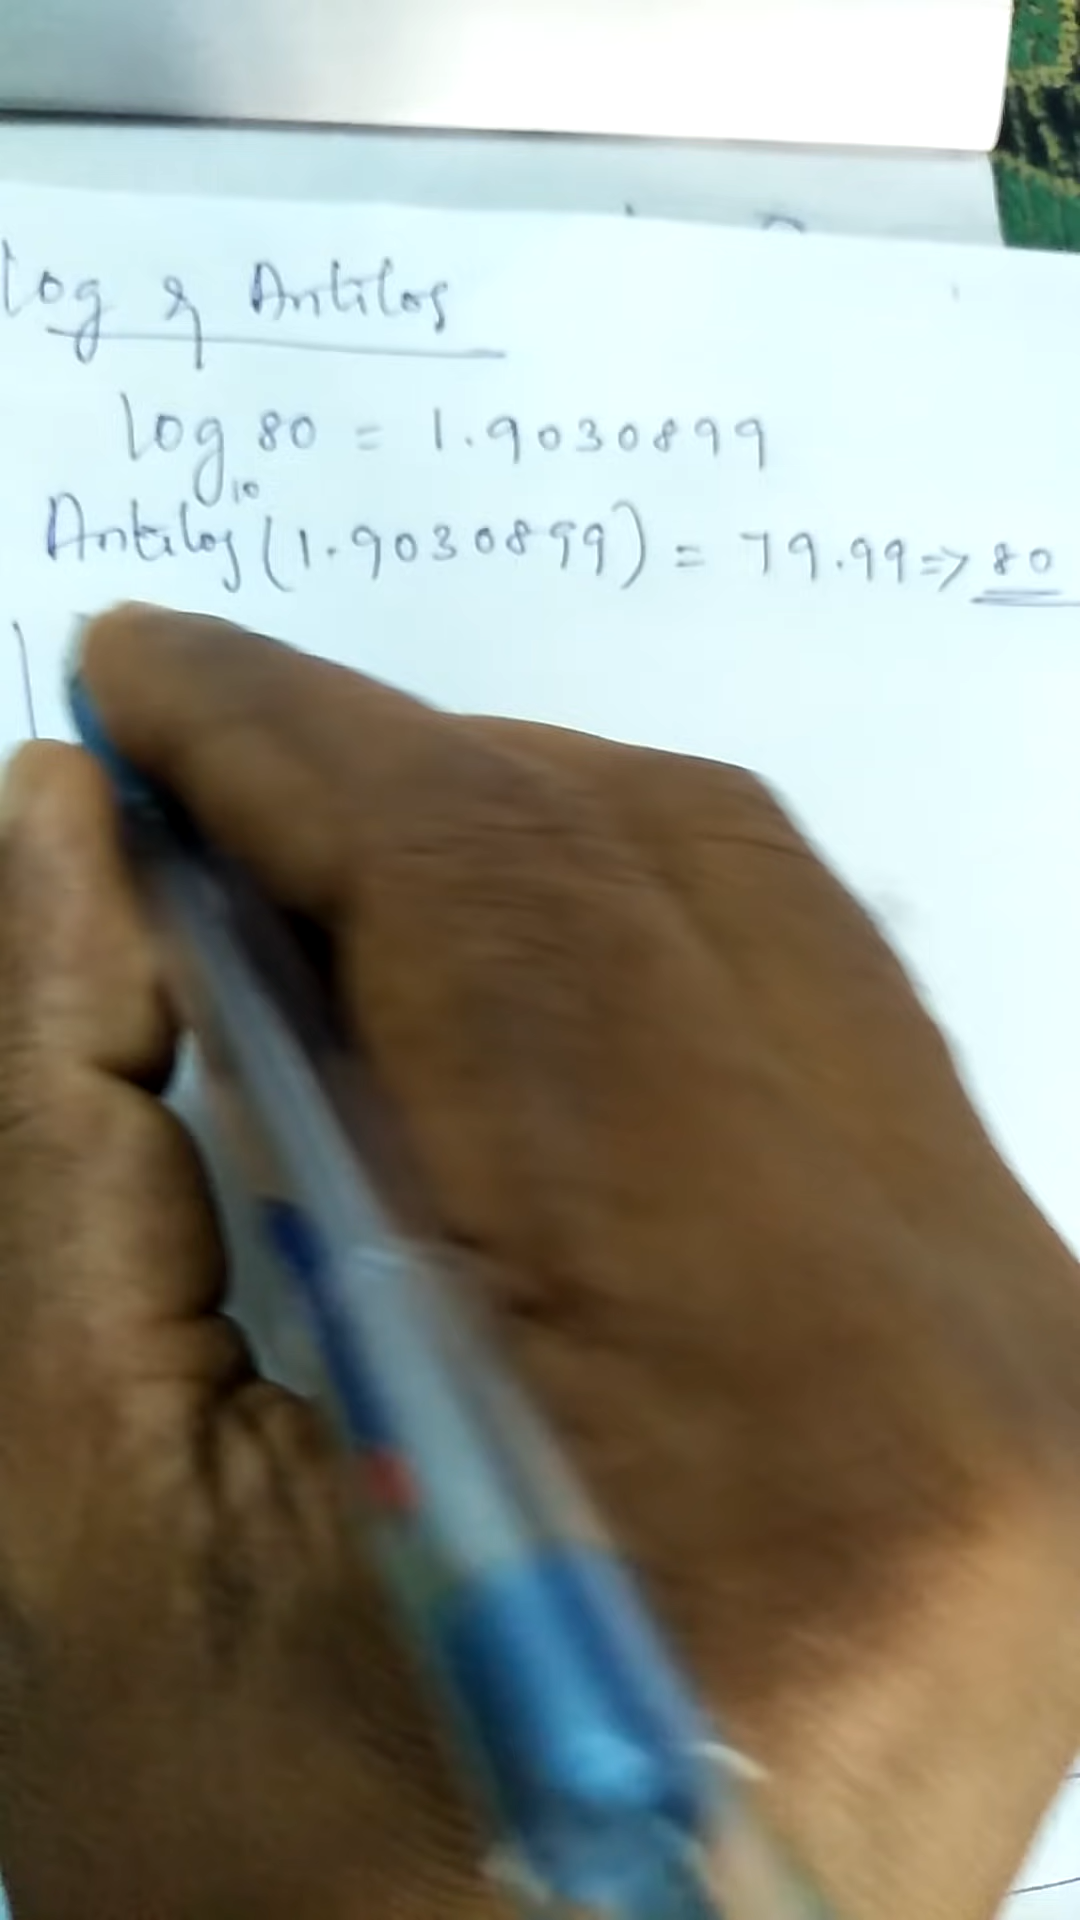 log & Antilog
log₁₀ 80 = 1.9030899
Antilog (1.9030899) = 79.99 => 80